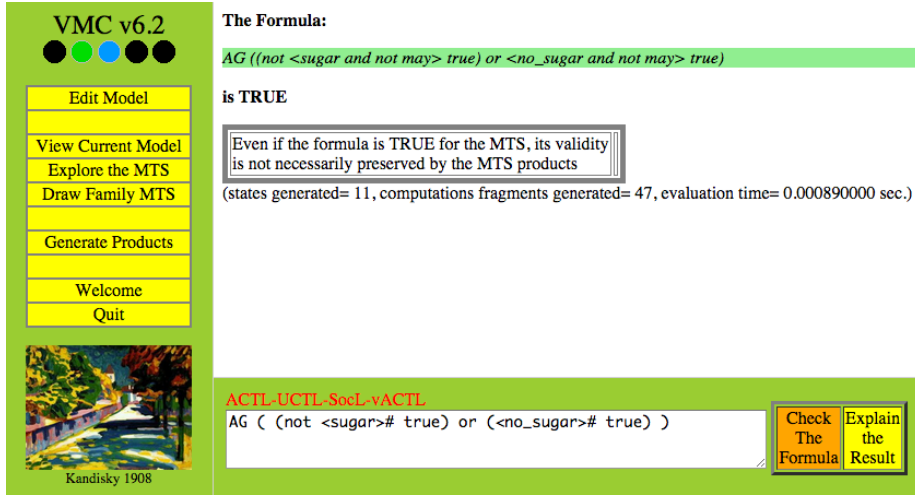 VMC v6.2
Edit Model
View Current Model
Explore the MTS
Draw Family MTS
Generate Products
Welcome
Quit
Kandisky 1908
The Formula:
AG ((not <sugar and not may> true) or <no_sugar and not may> true)
is TRUE
Even if the formula is TRUE for the MTS, its validity
is not necessarily preserved by the MTS products
(states generated= 11, computations fragments generated= 47, evaluation time= 0.000890000 sec.)
ACTL-UCTL-SocL-vACTL
AG ( (not <sugar># true) or (<no_sugar># true) )
Check
The
Formula
Explain
the
Result